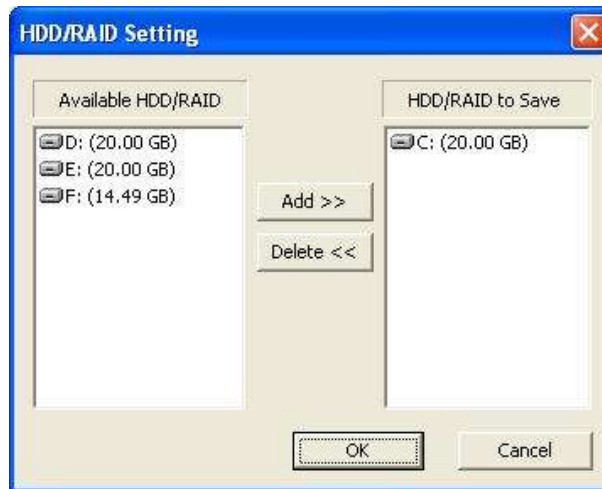 HDD/RAID Setting
Available HDD/RAID
HDD/RAID to Save
D: (20.00 GB)
E: (20.00 GB)
F: (14.49 GB)
C: (20.00 GB)
Add >>
Delete <<
OK
Cancel